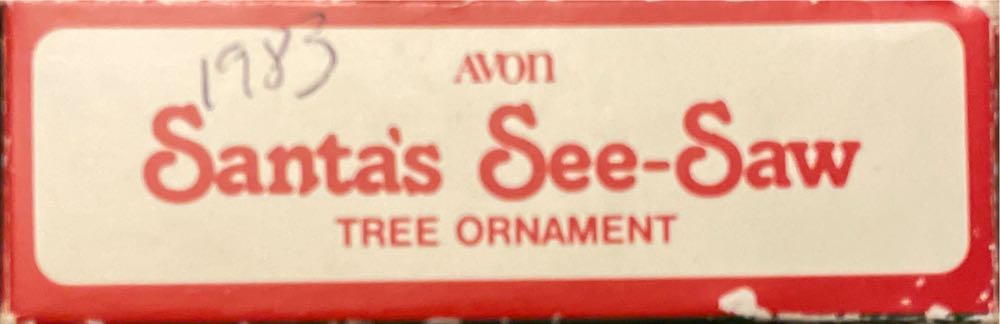 1983
AVON
Santa's See-Saw
TREE ORNAMENT